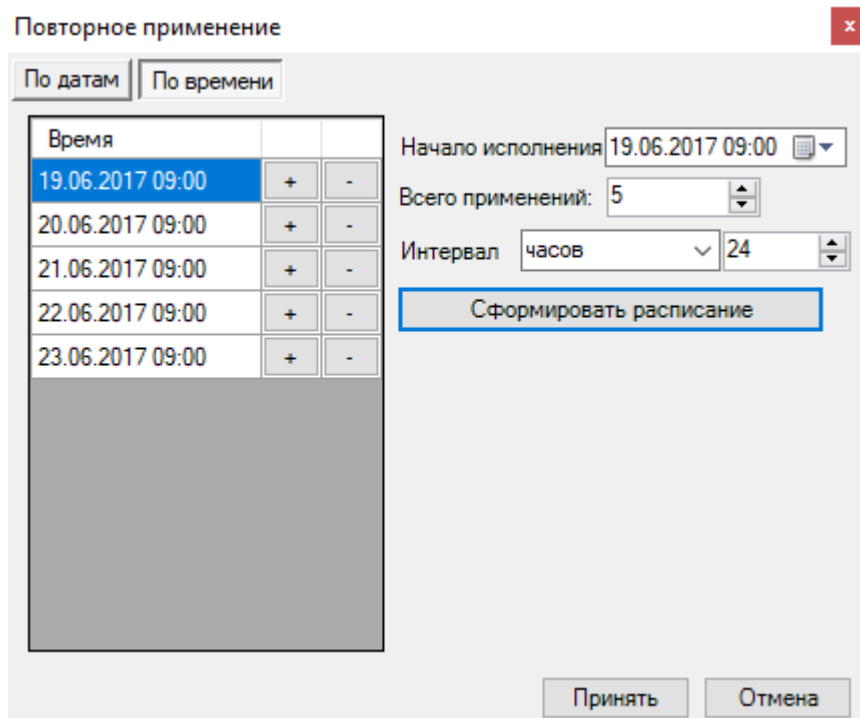 Повторное применение
x
По датам По времени
Время
19.06.2017 09:00 + -
20.06.2017 09:00 + -
21.06.2017 09:00 + -
22.06.2017 09:00 + -
23.06.2017 09:00 + -
Начало исполнения 19.06.2017 09:00
Всего применений: 5
Интервал часов 24
Сформировать расписание
Принять Отмена